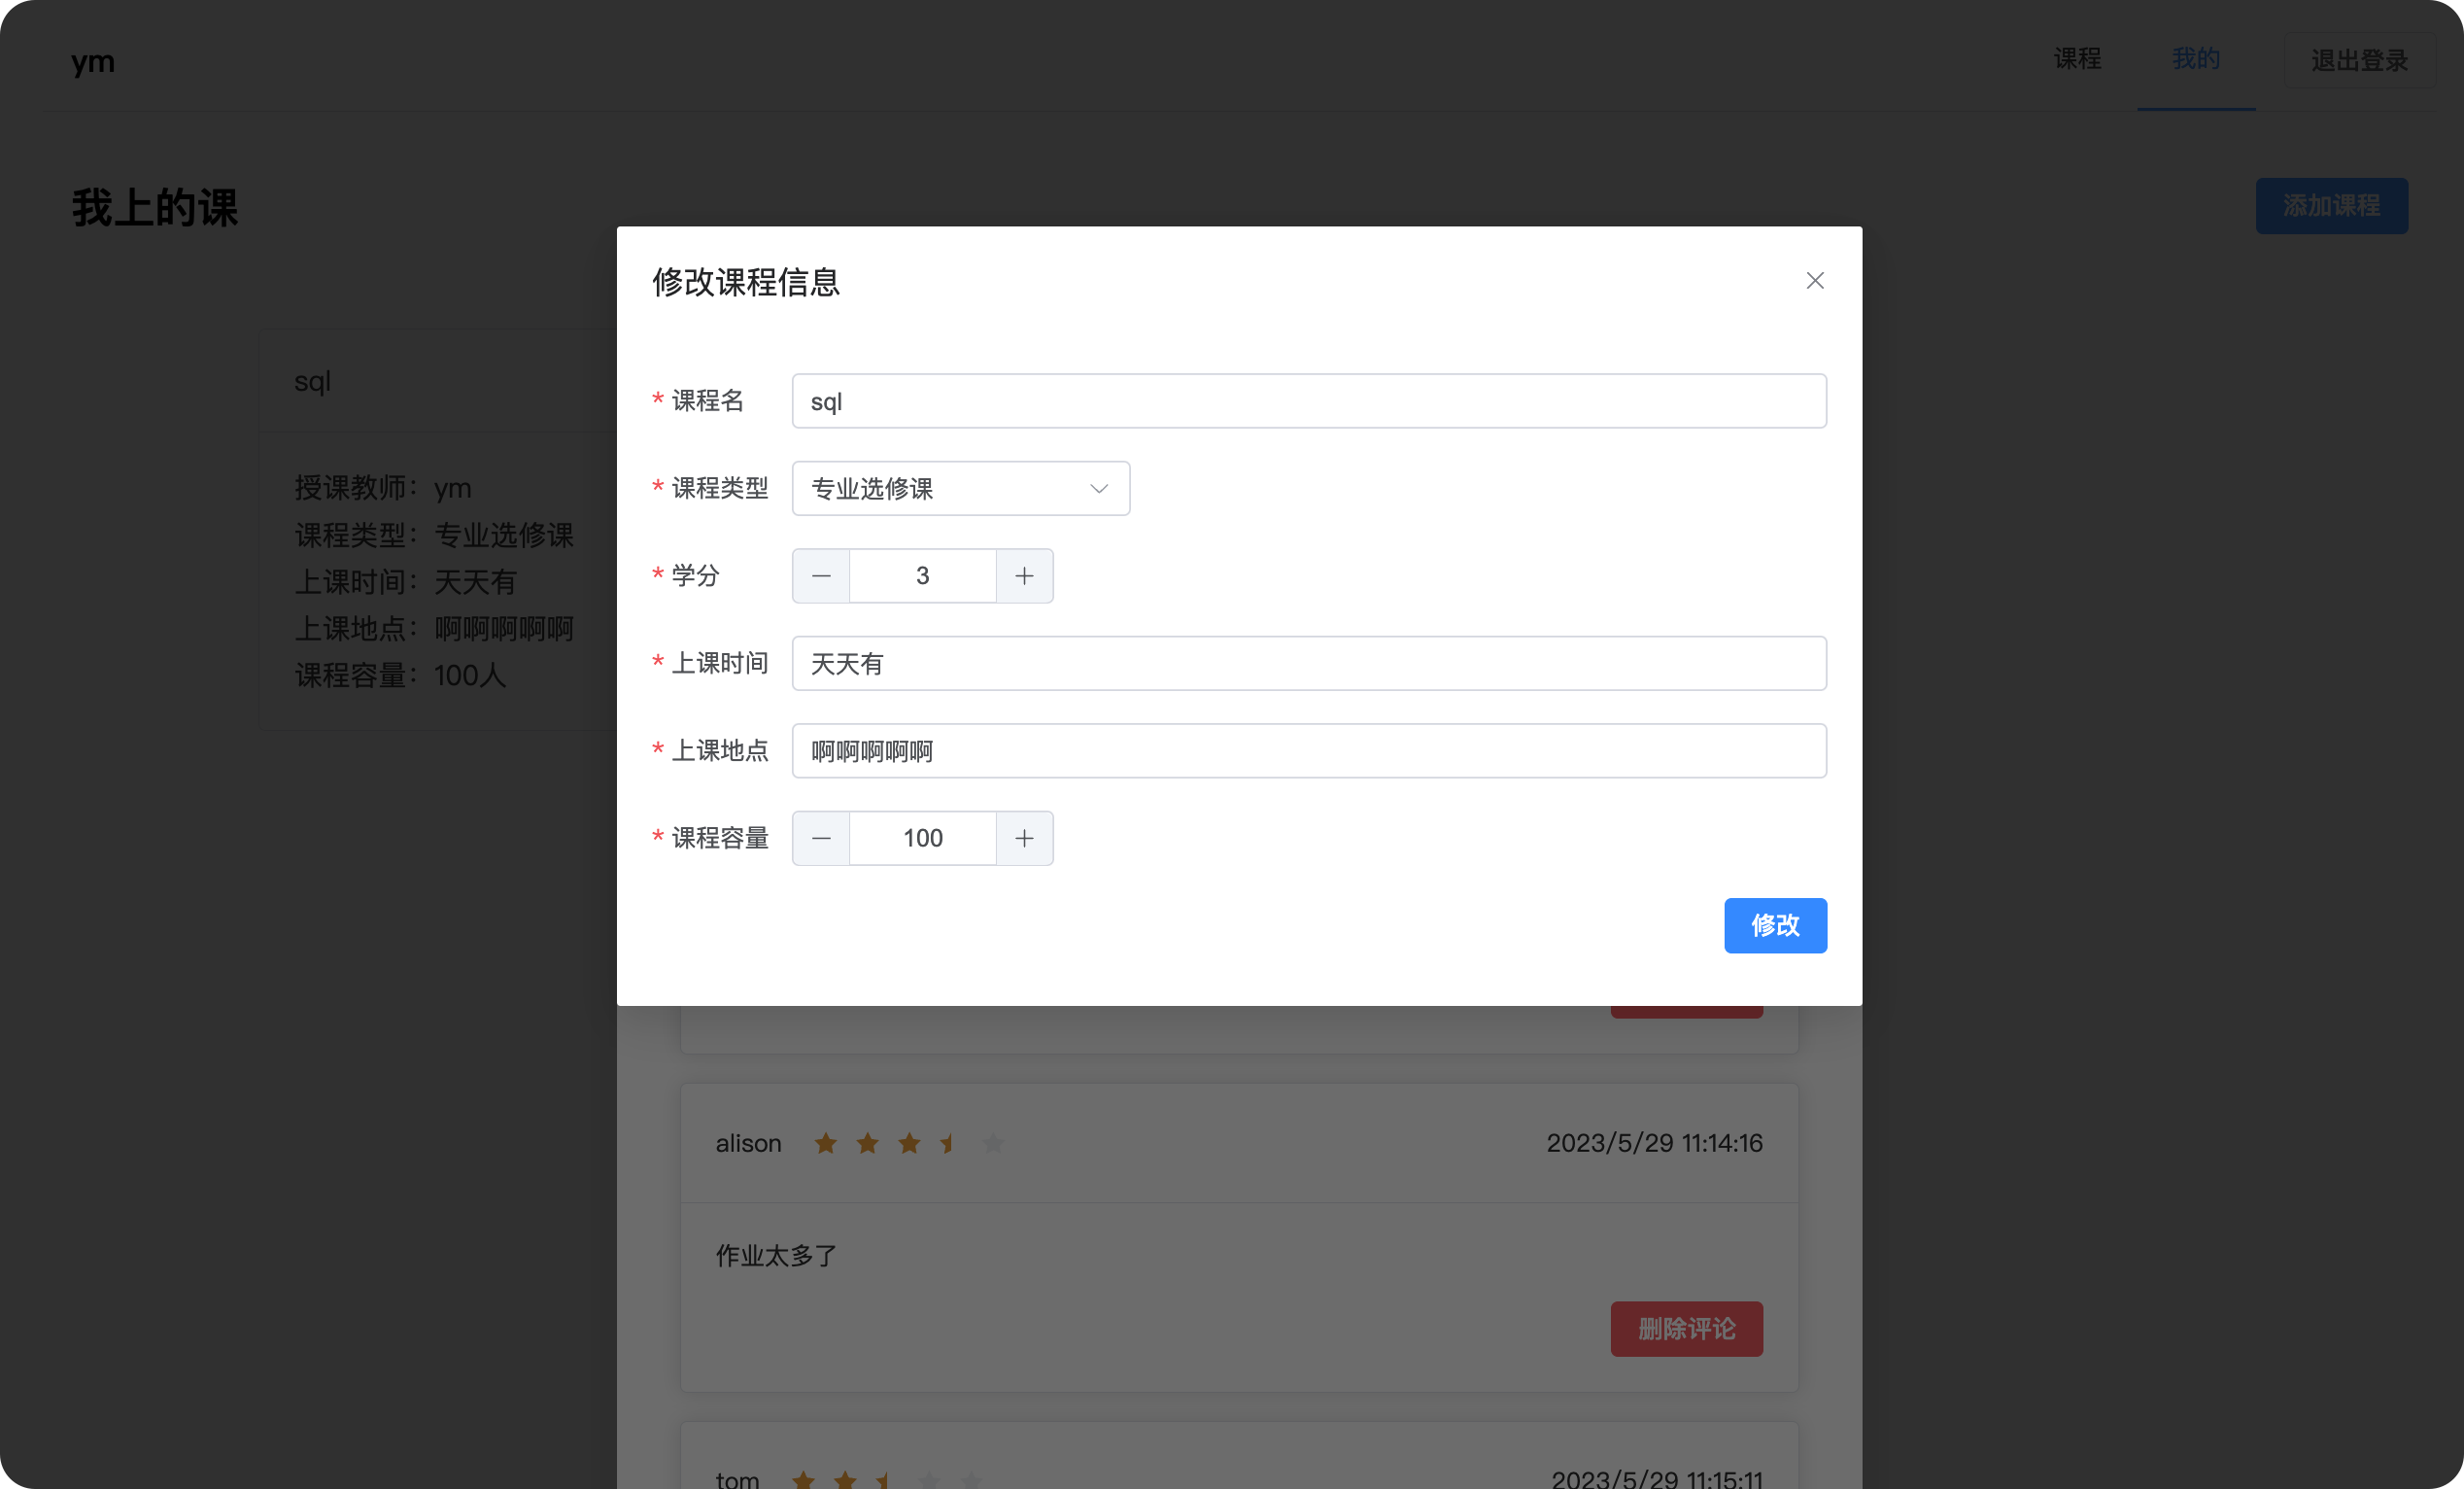 ym 课程 我的 退出登录
我上的课 添加课程
sql
授课教师：ym
课程类型：专业选修课
上课时间：天天有
上课地点：啊啊啊啊啊
课程容量：100人
修改课程信息
* 课程名 sql
* 课程类型 专业选修课
* 学分 3
* 上课时间 天天有
* 上课地点 啊啊啊啊啊
* 课程容量 100
修改
alison 2023/5/29 11:14:16
作业太多了
删除评论
tom 2023/5/29 11:15:11